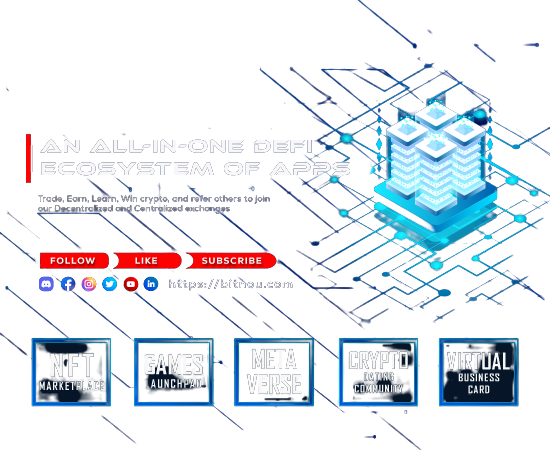 AN ALL-IN-ONE DEFI
ECOSYSTEM OF APPS
Trade, Earn, Learn, Win crypto, and refer others to join
our Decentralized and Centralized exchanges
FOLLOW LIKE SUBSCRIBE
https://bithou.com
NFT
MARKETPLACE
GAMES
LAUNCHPAD
META
VERSE
CRYPTO
DATING
COMMUNITY
VIRTUAL
BUSINESS
CARD